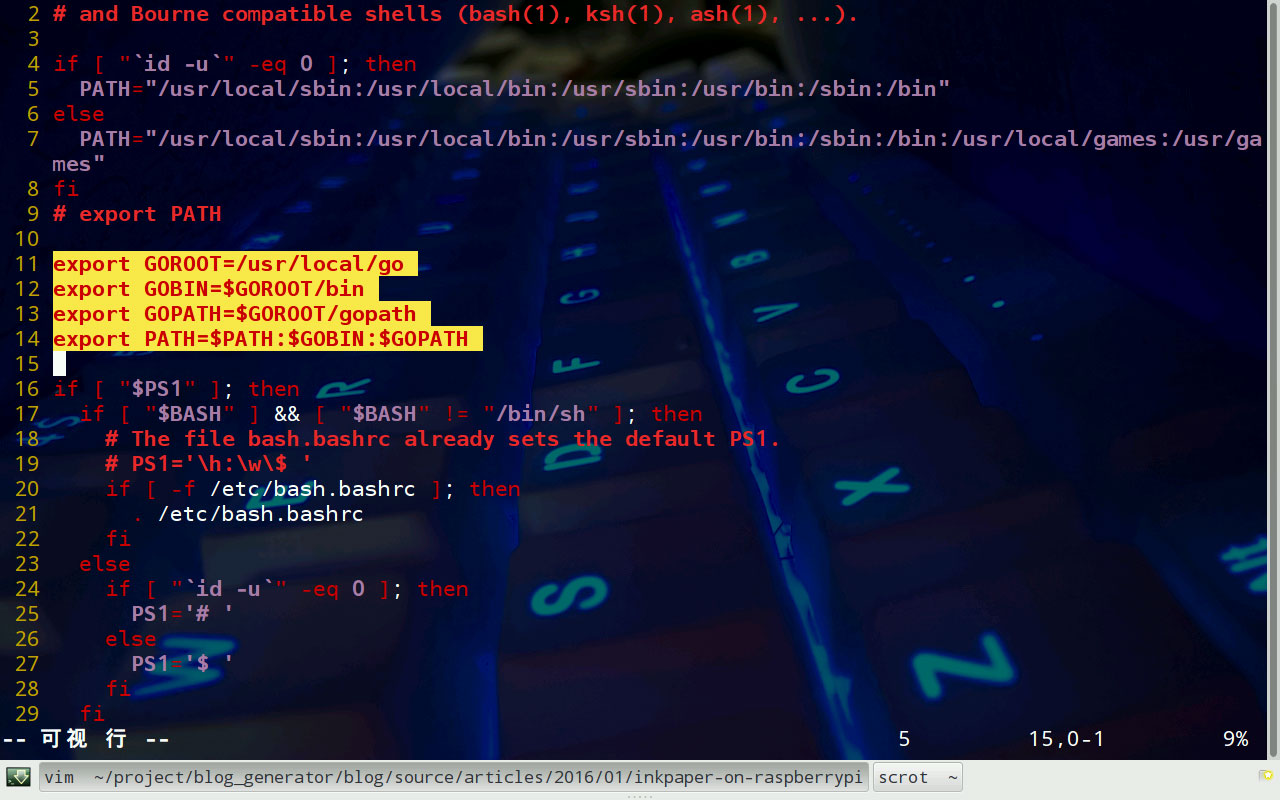 2 # and Bourne compatible shells (bash(1), ksh(1), ash(1), ...).
3
4 if [ "`id -u`" -eq 0 ]; then
5   PATH="/usr/local/sbin:/usr/local/bin:/usr/sbin:/usr/bin:/sbin:/bin"
6 else
7   PATH="/usr/local/sbin:/usr/local/bin:/usr/sbin:/usr/bin:/sbin:/bin:/usr/local/games:/usr/ga
mes"
8 fi
9 # export PATH
10
11 export GOROOT=/usr/local/go
12 export GOBIN=$GOROOT/bin
13 export GOPATH=$GOROOT/gopath
14 export PATH=$PATH:$GOBIN:$GOPATH
15
16 if [ "$PS1" ]; then
17   if [ "$BASH" ] && [ "$BASH" != "/bin/sh" ]; then
18     # The file bash.bashrc already sets the default PS1.
19     # PS1='\h:\w\$ '
20     if [ -f /etc/bash.bashrc ]; then
21       . /etc/bash.bashrc
22     fi
23   else
24     if [ "`id -u`" -eq 0 ]; then
25       PS1='# '
26     else
27       PS1='$ '
28     fi
29   fi
-- 可视 行 -- 5 15,0-1 9%
vim ~/project/blog_generator/blog/source/articles/2016/01/inkpaper-on-raspberrypi scrot ~